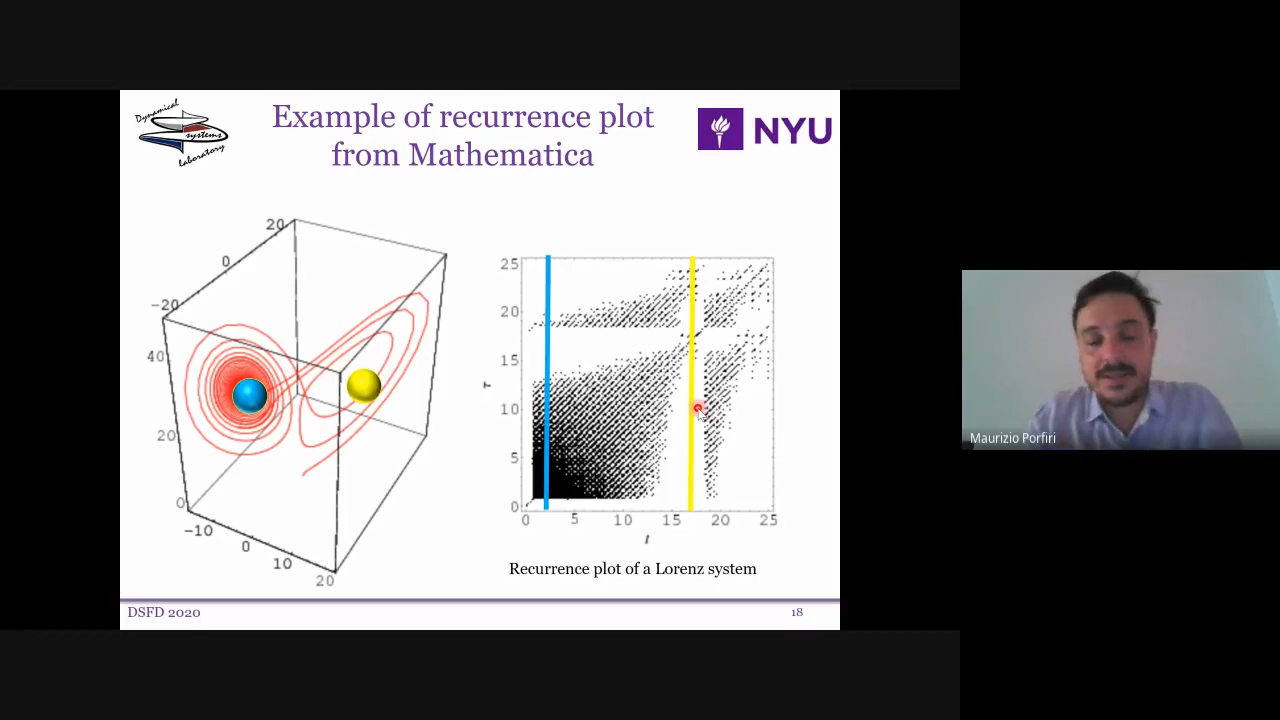 Dynamical
systems
Laboratory
Example of recurrence plot
from Mathematica
NYU
20
0
−20
40
20
0
−10
0
10
20
25
20
15
10
5
0
τ
0 5 10 15 20 25
t
Recurrence plot of a Lorenz system
DSFD 2020
18
Maurizio Porfiri